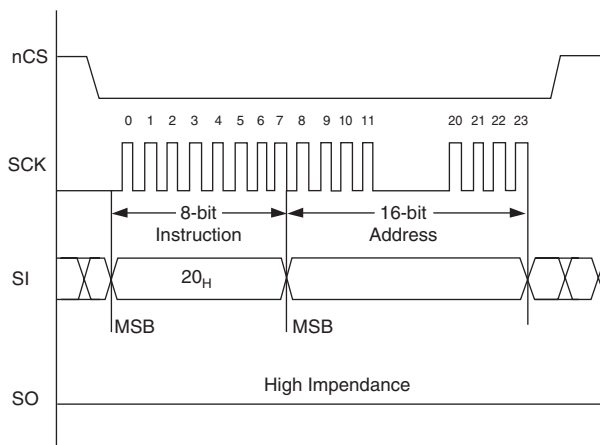 nCS
0 1 2 3 4 5 6 7 8 9 10 11 20 21 22 23
SCK
8-bit
Instruction
16-bit
Address
SI
20H
MSB
MSB
High Impendance
SO